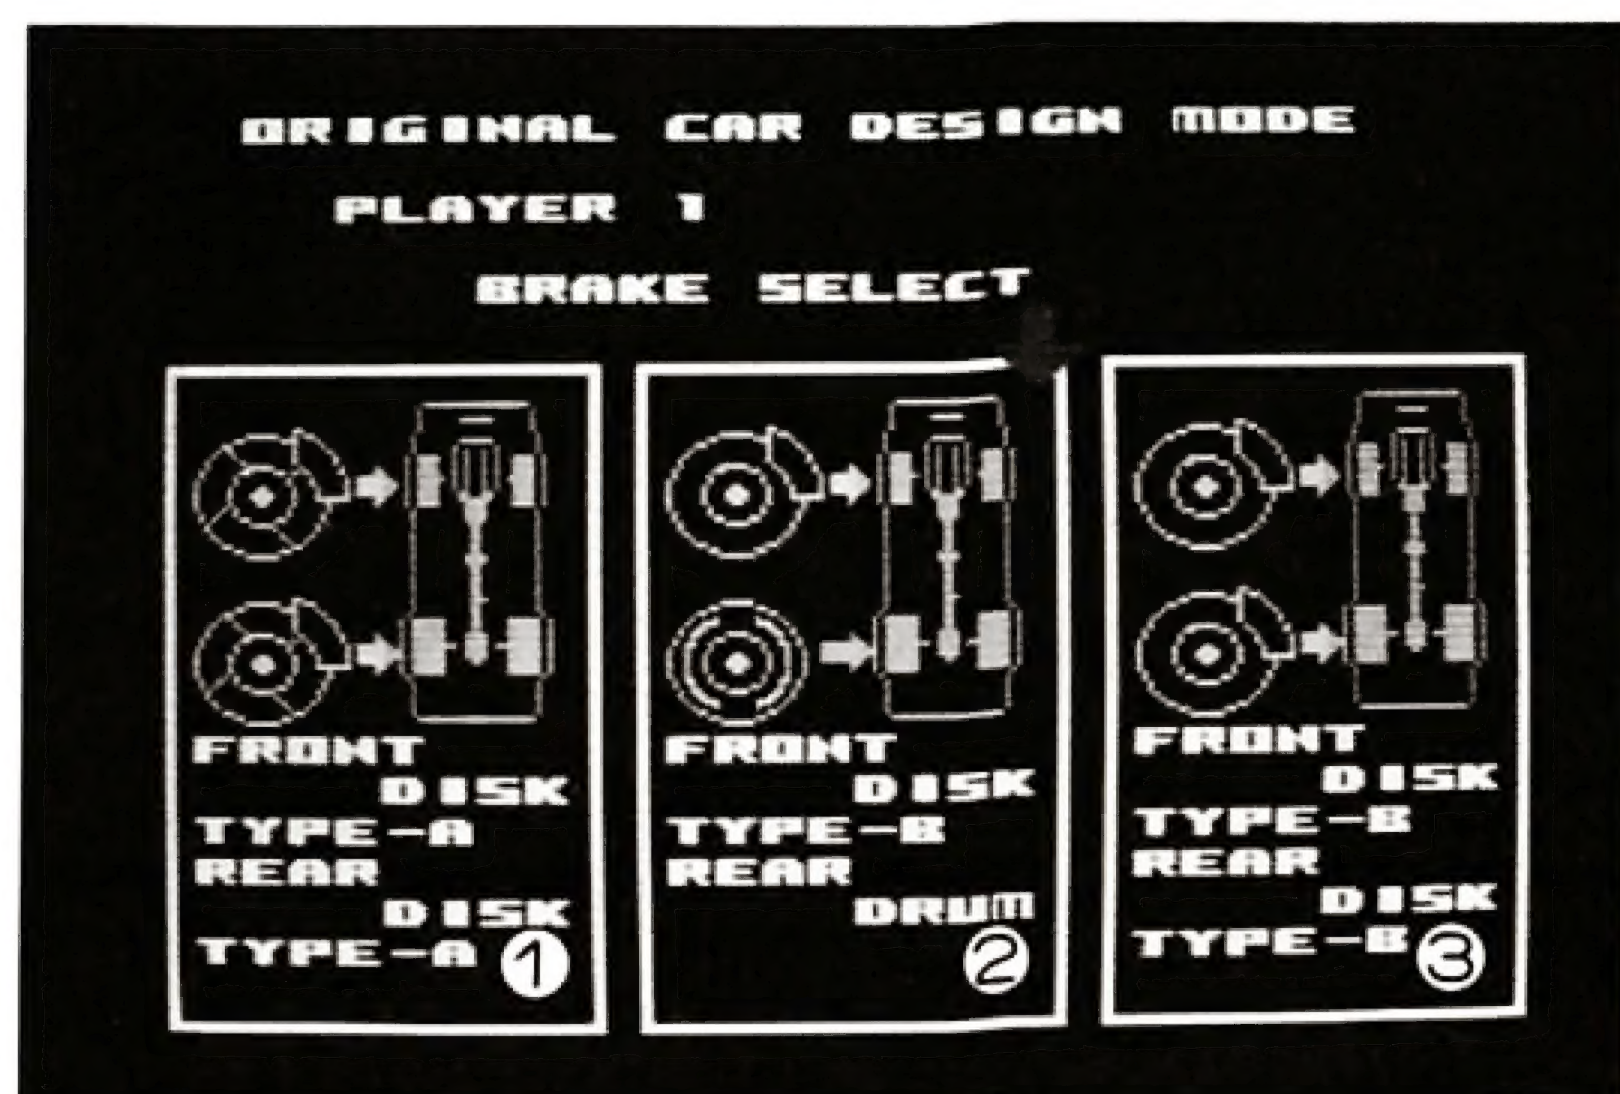 ORIGINAL CAR DESIGN MODE
PLAYER 1
BRAKE SELECT
FRONT
DISK
TYPE-A
REAR
DISK
TYPE-A ①
FRONT
DISK
TYPE-B
REAR
DRUM
②
FRONT
DISK
TYPE-B
REAR
DISK
TYPE-B ③